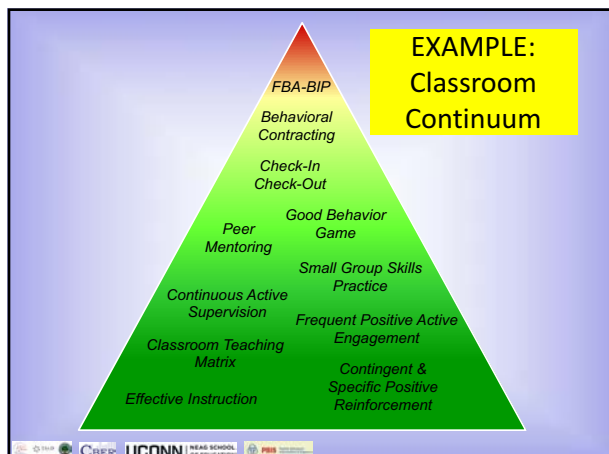 EXAMPLE:
Classroom
Continuum
FBA-BIP
Behavioral
Contracting
Check-In
Check-Out
Good Behavior
Game
Peer
Mentoring
Small Group Skills
Practice
Continuous Active
Supervision
Frequent Positive Active
Engagement
Classroom Teaching
Matrix
Contingent &
Specific Positive
Reinforcement
Effective Instruction
CBER
UCONN
NEAG SCHOOL
PBIS